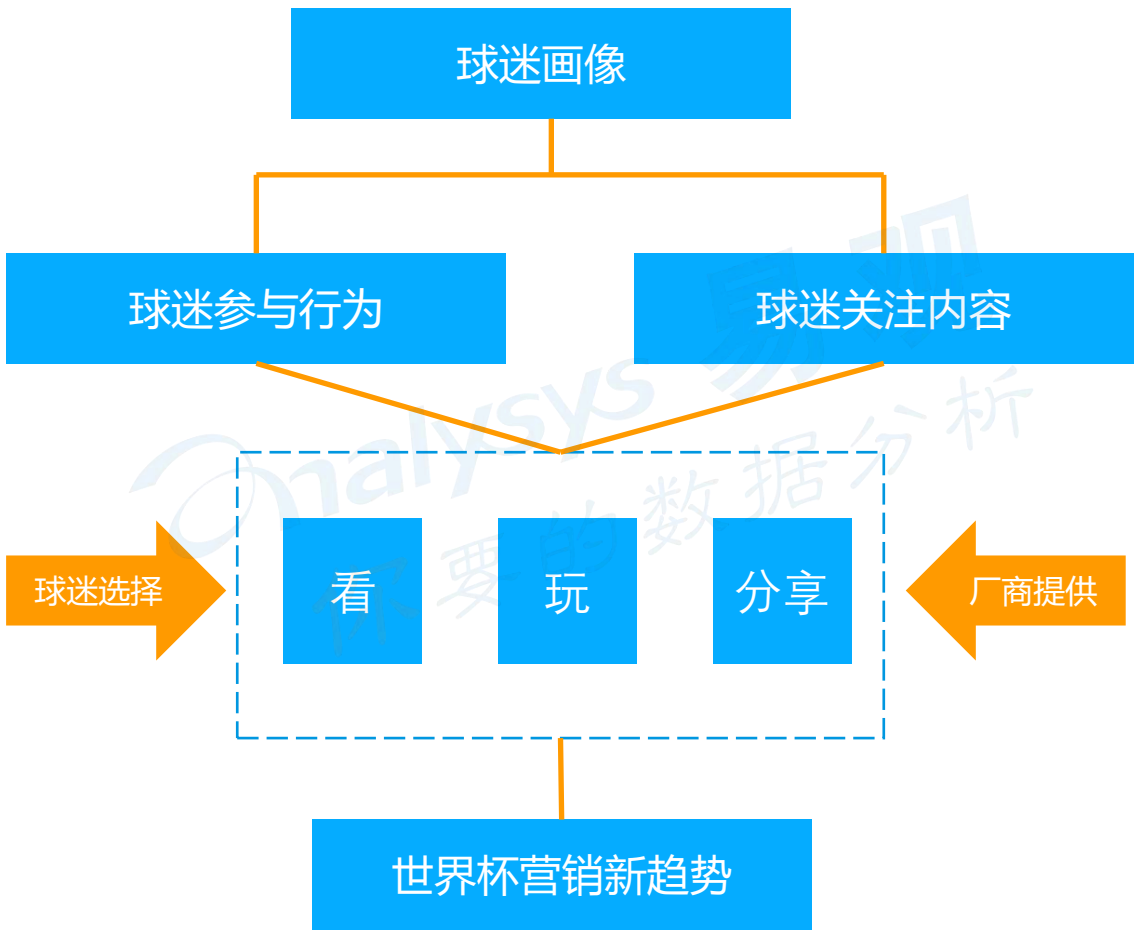 球迷画像
球迷参与行为
球迷关注内容
球迷选择
看
玩
分享
厂商提供
世界杯营销新趋势
nalysys 易观
你要的数据分析